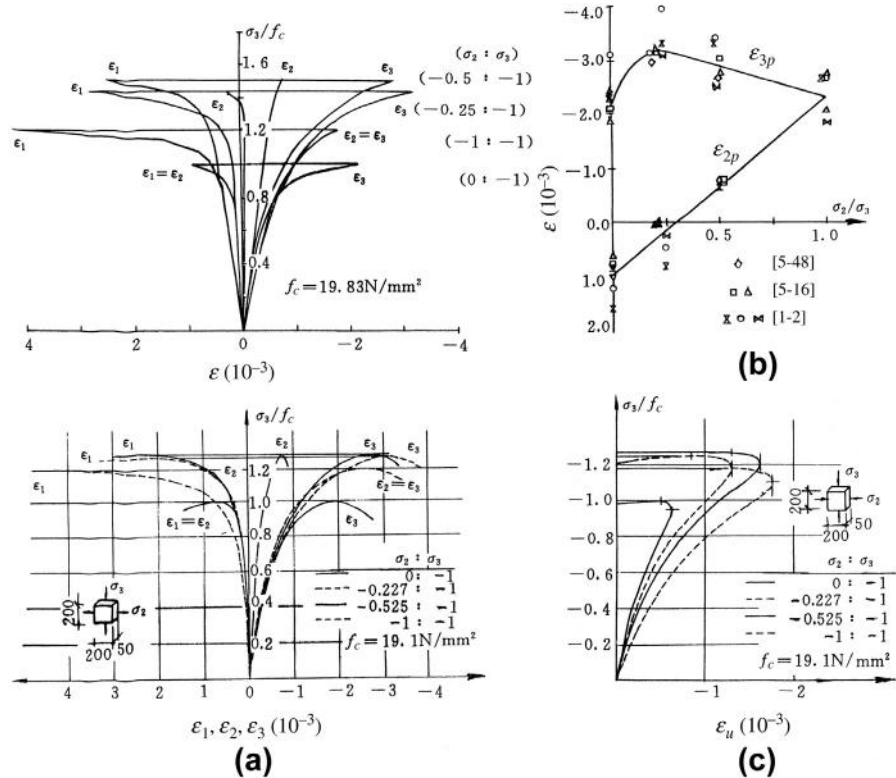 σ₃/f_c
(σ₂ : σ₃)
1.6
ε₁ ε₂ ε₃
(−0.5 : −1)
ε₁ ε₂ ε₃
(−0.25 : −1)
1.2
ε₁ ε₂=ε₃
(−1 : −1)
ε₁=ε₂ ε₃
(0 : −1)
0.8
0.4
f_c=19.83N/mm²
4 2 0 −2 −4
ε (10⁻³)
−4.0
−3.0
ε₃ₚ
−2.0
ε₂ₚ
−1.0
ε (10⁻³)
σ₂/σ₃
0.0
0.5 1.0
1.0
2.0
[5-48]
[5-16]
[1-2]
(b)
σ₃/f_c
ε₁ ε₁ ε₂ ε₃ ε₃
1.2
ε₁ ε₂ ε₂=ε₃
1.0
ε₁=ε₂ ε₃
0.8
0.6
σ₂ : σ₃
0 : −1
−0.227 : −1
−0.525 : −1
−1 : −1
0.4
0.2
f_c=19.1N/mm²
σ₃
σ₂
200
200 50
4 3 2 1 0 −1 −2 −3 −4
ε₁, ε₂, ε₃ (10⁻³)
(a)
σ₃/f_c
−1.2
−1.0
−0.8
−0.6
−0.4
−0.2
σ₃
σ₂
200
200 50
σ₂ : σ₃
0 : −1
−0.227 : −1
−0.525 : −1
−1 : −1
f_c=19.1N/mm²
−1 −2
ε_u (10⁻³)
(c)